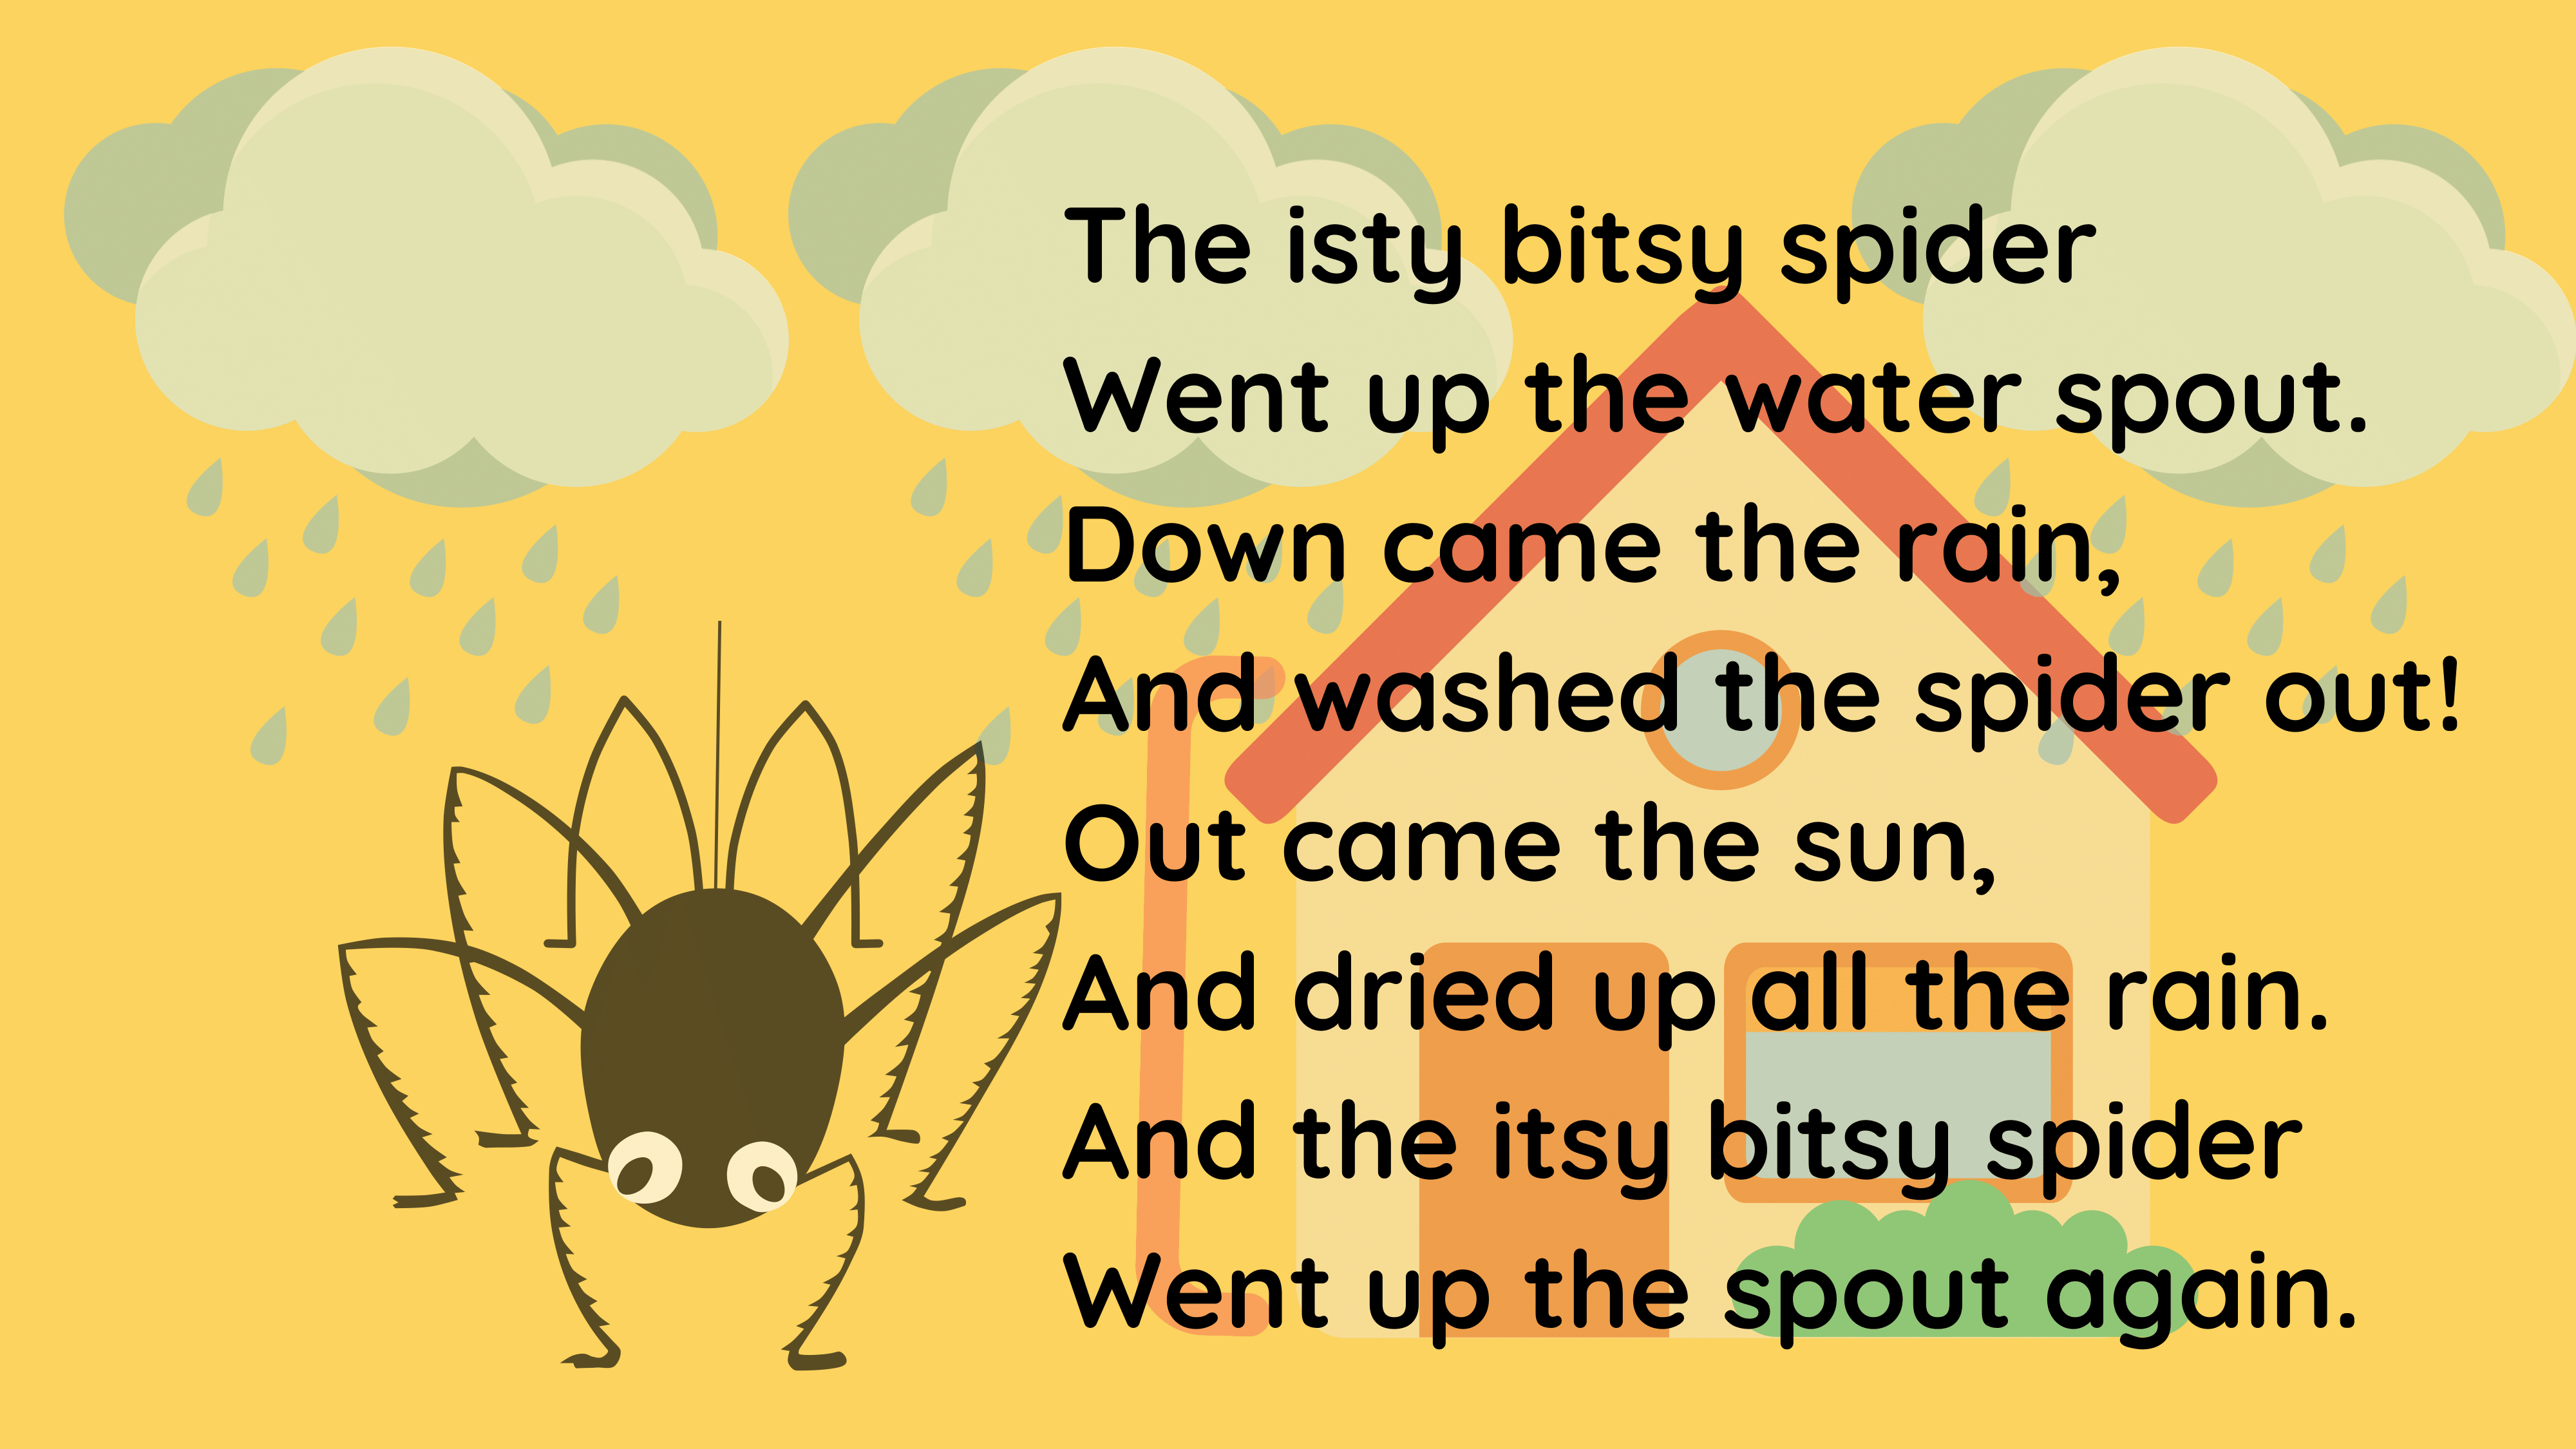 The isty bitsy spider
Went up the water spout.
Down came the rain,
And washed the spider out!
Out came the sun,
And dried up all the rain.
And the itsy bitsy spider
Went up the spout again.